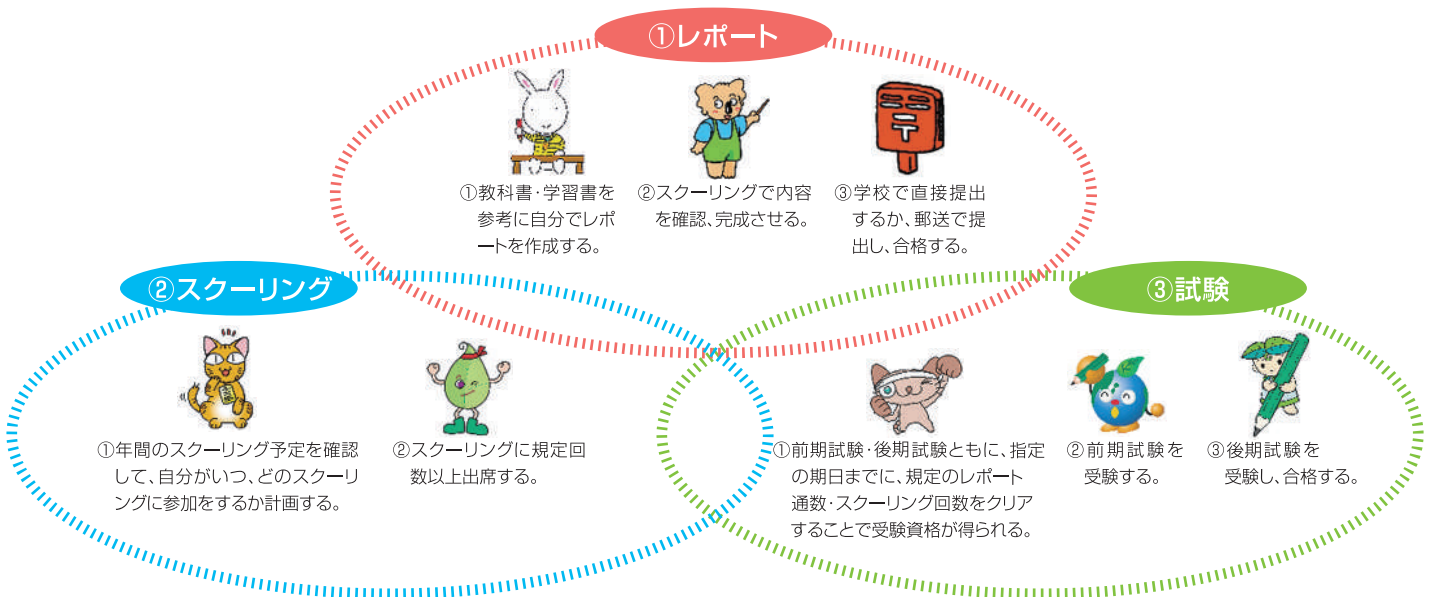 ①レポート
①教科書・学習書を
参考に自分でレポ
ートを作成する。
②スクーリングで内容
を確認、完成させる。
③学校で直接提出
するか、郵送で提
出し、合格する。
②スクーリング
①年間のスクーリング予定を確認
して、自分がいつ、どのスクーリ
ングに参加をするか計画する。
②スクーリングに規定回
数以上出席する。
③試験
①前期試験・後期試験ともに、指定
の期日までに、規定のレポート
通数・スクーリング回数をクリア
することで受験資格が得られる。
②前期試験を
受験する。
③後期試験を
受験し、合格する。